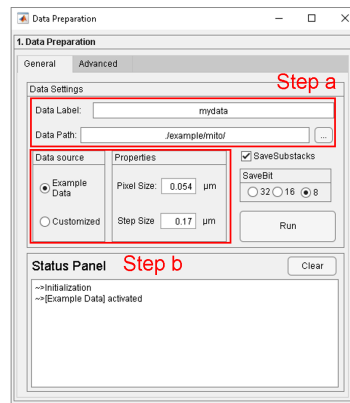 Data Preparation
1. Data Preparation
General Advanced
Step a
Data Settings
Data Label: mydata
Data Path: ./example/mito/ ...
Data source Properties SaveSubstacks
SaveBit
Example Data Pixel Size: 0.054 µm 32 16 8
Customized Step Size 0.17 µm Run
Status Panel Step b Clear
~>Initialization
~>[Example Data] activated